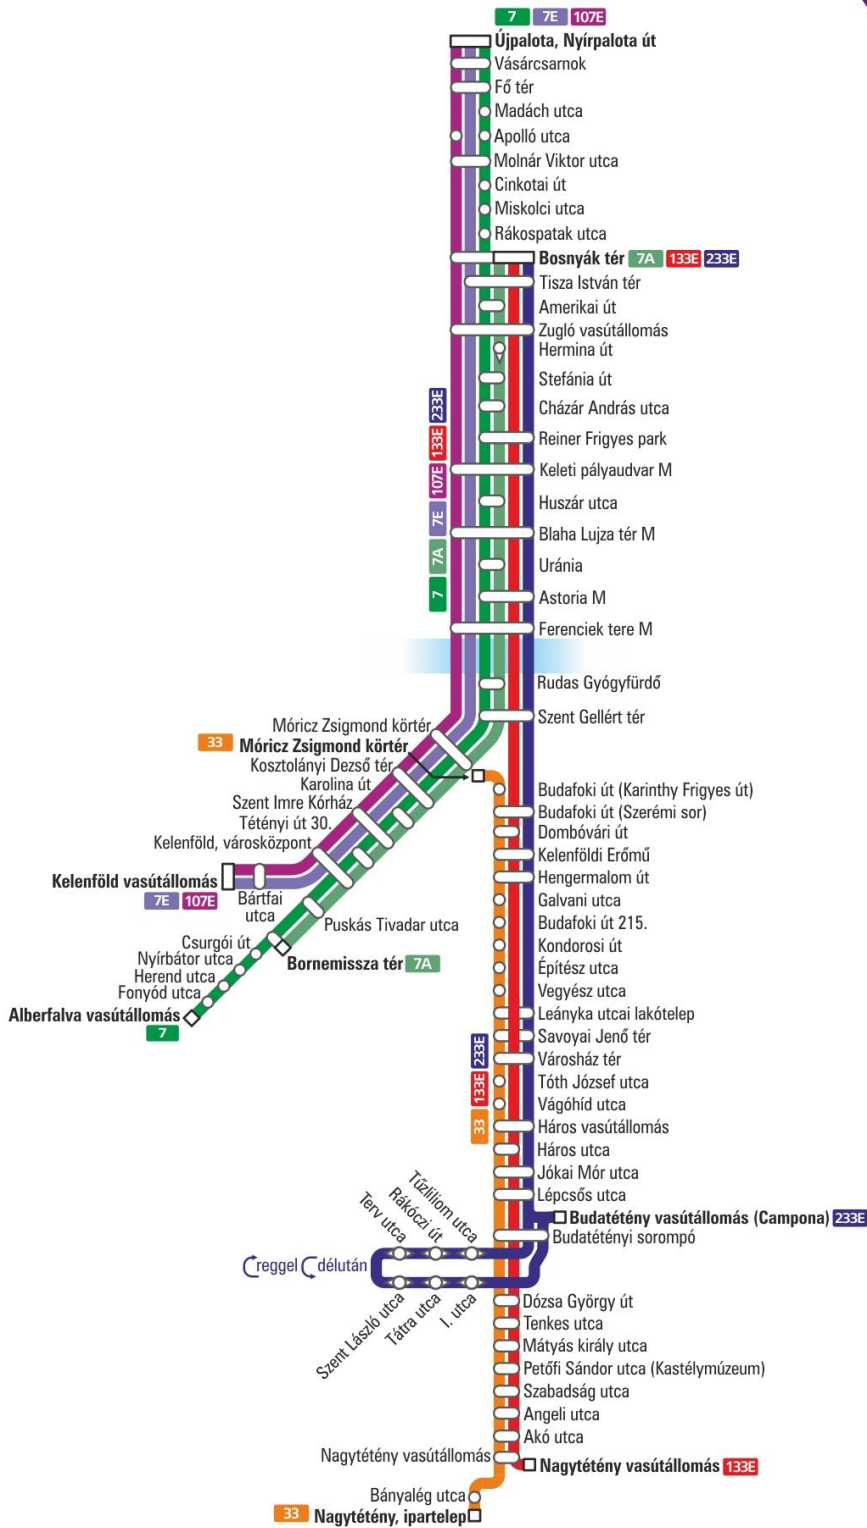 7 7E 107E
Újpalota, Nyírpalota út
Vásárcsarnok
Fő tér
Madách utca
Apolló utca
Molnár Viktor utca
Cinkotai út
Miskolci utca
Rákospatak utca
Bosnyák tér 7A 133E 233E
Tisza István tér
Amerikai út
Zugló vasútállomás
Hermina út
Stefánia út
Cházár András utca
Reiner Frigyes park
Keleti pályaudvar M
Huszár utca
Blaha Lujza tér M
Uránia
Astoria M
Ferenciek tere M
7 7A 7E 107E 133E 233E
Rudas Gyógyfürdő
Szent Gellért tér
Móricz Zsigmond körtér
33 Móricz Zsigmond körtér
Kosztolányi Dezső tér
Karolina út
Szent Imre Kórház
Tétényi út 30.
Kelenföld, városközpont
Kelenföld vasútállomás
7E 107E
Bártfai
utca
Puskás Tivadar utca
Csurgói út
Bornemissza tér 7A
Nyírbátor utca
Herend utca
Fonyód utca
Alberfalva vasútállomás
7
Budafoki út (Karinthy Frigyes út)
Budafoki út (Szerémi sor)
Dombóvári út
Kelenföldi Erőmű
Hengermalom út
Galvani utca
Budafoki út 215.
Kondorosi út
Építész utca
Vegyész utca
Leányka utcai lakótelep
Savoyai Jenő tér
Városház tér
Tóth József utca
Vágóhíd utca
Háros vasútállomás
Háros utca
Jókai Mór utca
Lépcsős utca
33 133E 233E
Budatétény vasútállomás (Campona) 233E
Budatétényi sorompó
Terv utca
Rákóczi út
Tűzliliom utca
reggel délután
Szent László utca
Tátra utca
I. utca
Dózsa György út
Tenkes utca
Mátyás király utca
Petőfi Sándor utca (Kastélymúzeum)
Szabadság utca
Angeli utca
Akó utca
Nagytétény vasútállomás
Nagytétény vasútállomás 133E
Bányalég utca
33 Nagytétény, ipartelep